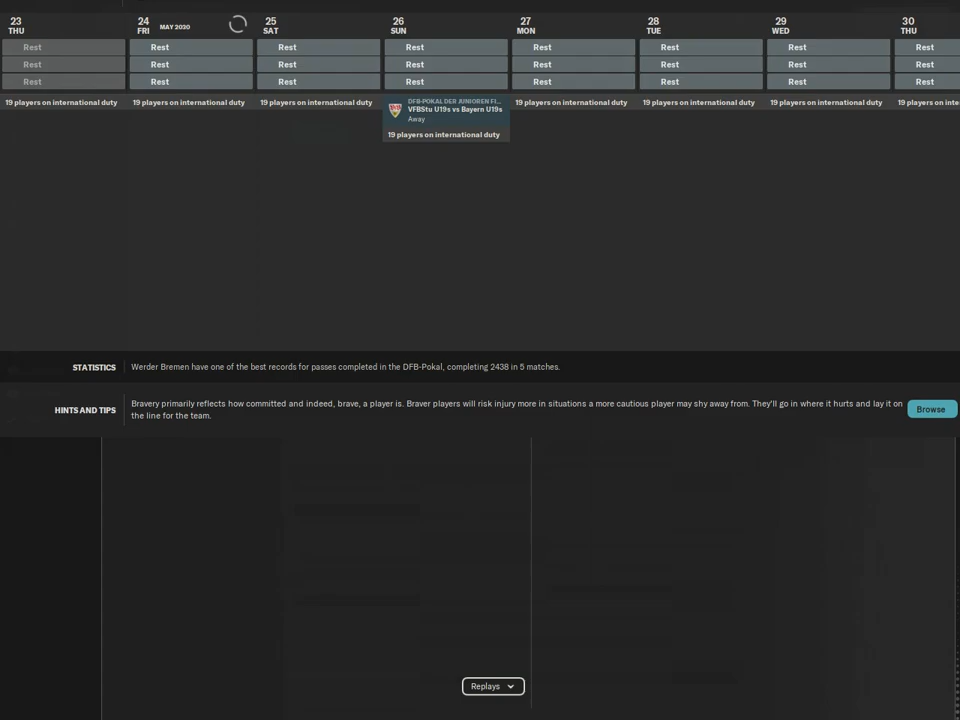 23
THU
24
FRI
MAY 2030
25
SAT
26
SUN
27
MON
28
TUE
29
WED
30
THU
Rest Rest Rest Rest Rest Rest Rest Rest
Rest Rest Rest Rest Rest Rest Rest Rest
Rest Rest Rest Rest Rest Rest Rest Rest
19 players on international duty
19 players on international duty
19 players on international duty
DFB-POKAL DER JUNIOREN FI...
VFBStu U19s vs Bayern U19s
Away
19 players on international duty
19 players on international duty
19 players on international duty
19 players on international duty
19 players on inte
STATISTICS
Werder Bremen have one of the best records for passes completed in the DFB-Pokal, completing 2438 in 5 matches.
HINTS AND TIPS
Bravery primarily reflects how committed and indeed, brave, a player is. Braver players will risk injury more in situations a more cautious player may shy away from. They'll go in where it hurts and lay it on
the line for the team.
Browse
Replays